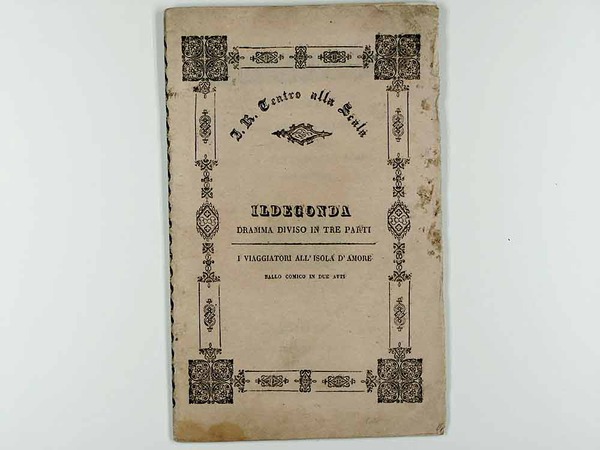 I. R. Teatro alla Scala
ILDEGONDA
DRAMMA DIVISO IN TRE PARTI
I VIAGGIATORI ALL' ISOLA D' AMORE
BALLO COMICO IN DUE ATTI